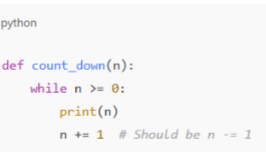 python
def count_down(n):
    while n >= 0:
        print(n)
        n += 1  # Should be n -= 1